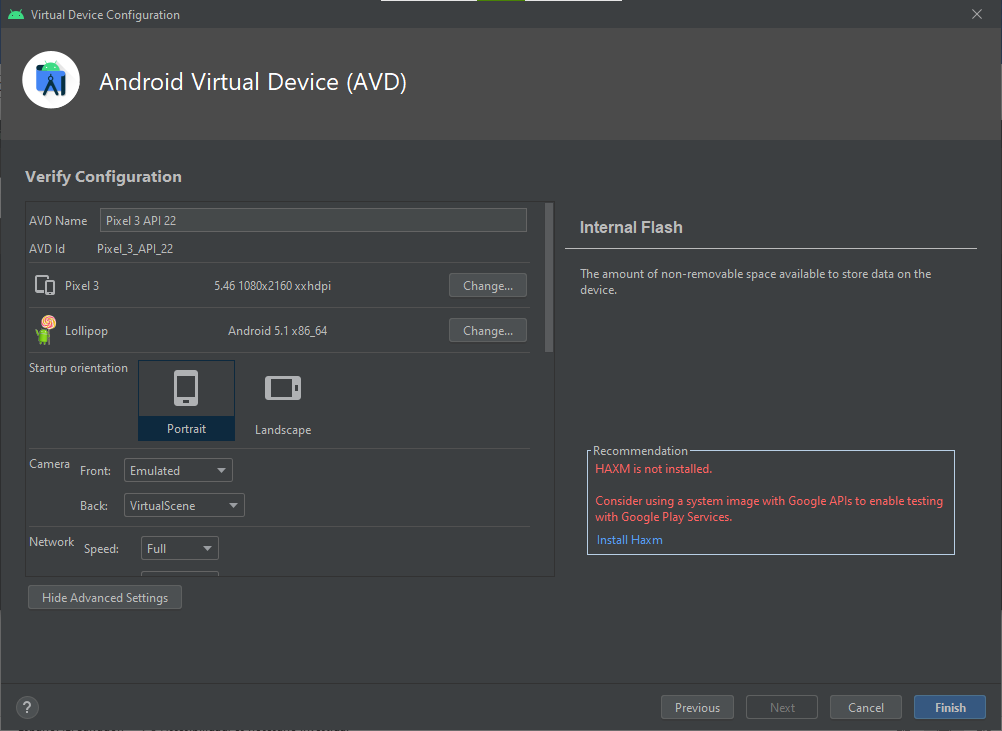 Virtual Device Configuration
Android Virtual Device (AVD)
Verify Configuration
AVD Name Pixel 3 API 22
AVD Id Pixel_3_API_22
Pixel 3 5.46 1080x2160 xxhdpi Change...
Lollipop Android 5.1 x86_64 Change...
Startup orientation
Portrait
Landscape
Camera Front: Emulated
Back: VirtualScene
Network Speed: Full
Hide Advanced Settings
Internal Flash
The amount of non-removable space available to store data on the
device.
Recommendation
HAXM is not installed.
Consider using a system image with Google APIs to enable testing
with Google Play Services.
Install Haxm
? Previous Next Cancel Finish